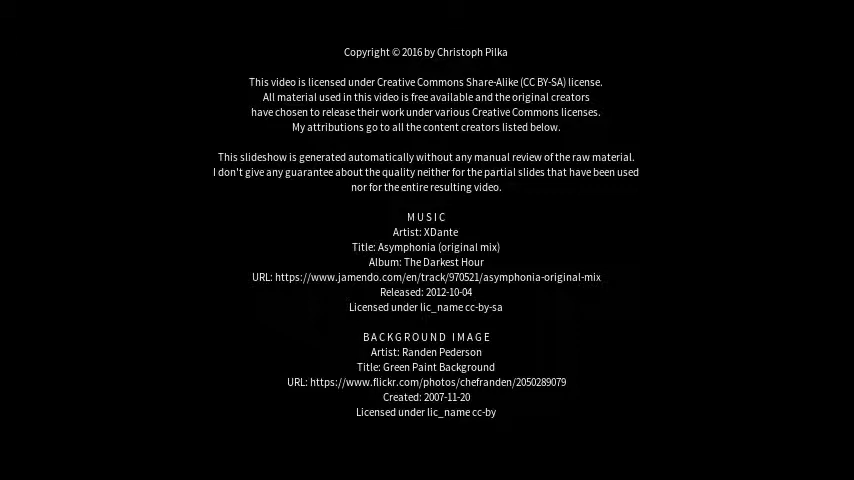 Copyright © 2016 by Christoph Pilka
This video is licensed under Creative Commons Share-Alike (CC BY-SA) license.
All material used in this video is free available and the original creators
have chosen to release their work under various Creative Commons licenses.
My attributions go to all the content creators listed below.
This slideshow is generated automatically without any manual review of the raw material.
I don't give any guarantee about the quality neither for the partial slides that have been used
nor for the entire resulting video.
MUSIC
Artist: XDante
Title: Asymphonia (original mix)
Album: The Darkest Hour
URL: https://www.jamendo.com/en/track/970521/asymphonia-original-mix
Released: 2012-10-04
Licensed under lic_name cc-by-sa
BACKGROUND IMAGE
Artist: Randen Pederson
Title: Green Paint Background
URL: https://www.flickr.com/photos/chefranden/2050289079
Created: 2007-11-20
Licensed under lic_name cc-by